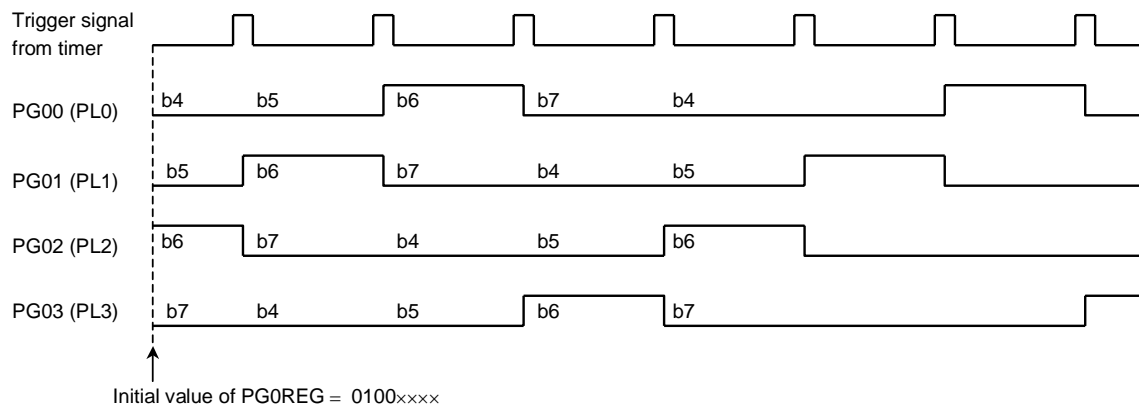 Trigger signal
from timer
PG00 (PL0)
b4 b5 b6 b7 b4
PG01 (PL1)
b5 b6 b7 b4 b5
PG02 (PL2)
b6 b7 b4 b5 b6
PG03 (PL3)
b7 b4 b5 b6 b7
Initial value of PG0REG = 0100××××